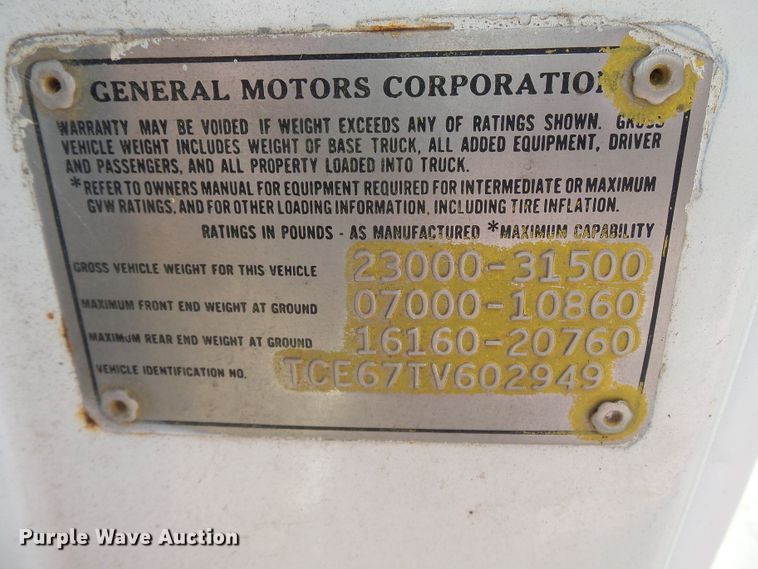 GENERAL MOTORS CORPORATION
WARRANTY MAY BE VOIDED IF WEIGHT EXCEEDS ANY OF RATINGS SHOWN. GROSS
VEHICLE WEIGHT INCLUDES WEIGHT OF BASE TRUCK, ALL ADDED EQUIPMENT, DRIVER
AND PASSENGERS, AND ALL PROPERTY LOADED INTO TRUCK.
*REFER TO OWNERS MANUAL FOR EQUIPMENT REQUIRED FOR INTERMEDIATE OR MAXIMUM
GVW RATINGS, AND FOR OTHER LOADING INFORMATION, INCLUDING TIRE INFLATION.
RATINGS IN POUNDS - AS MANUFACTURED *MAXIMUM CAPABILITY
GROSS VEHICLE WEIGHT FOR THIS VEHICLE 23000-31500
MAXIMUM FRONT END WEIGHT AT GROUND 07000-10860
MAXIMUM REAR END WEIGHT AT GROUND 16160-20760
VEHICLE IDENTIFICATION NO. TCE67TV602949
Purple Wave Auction